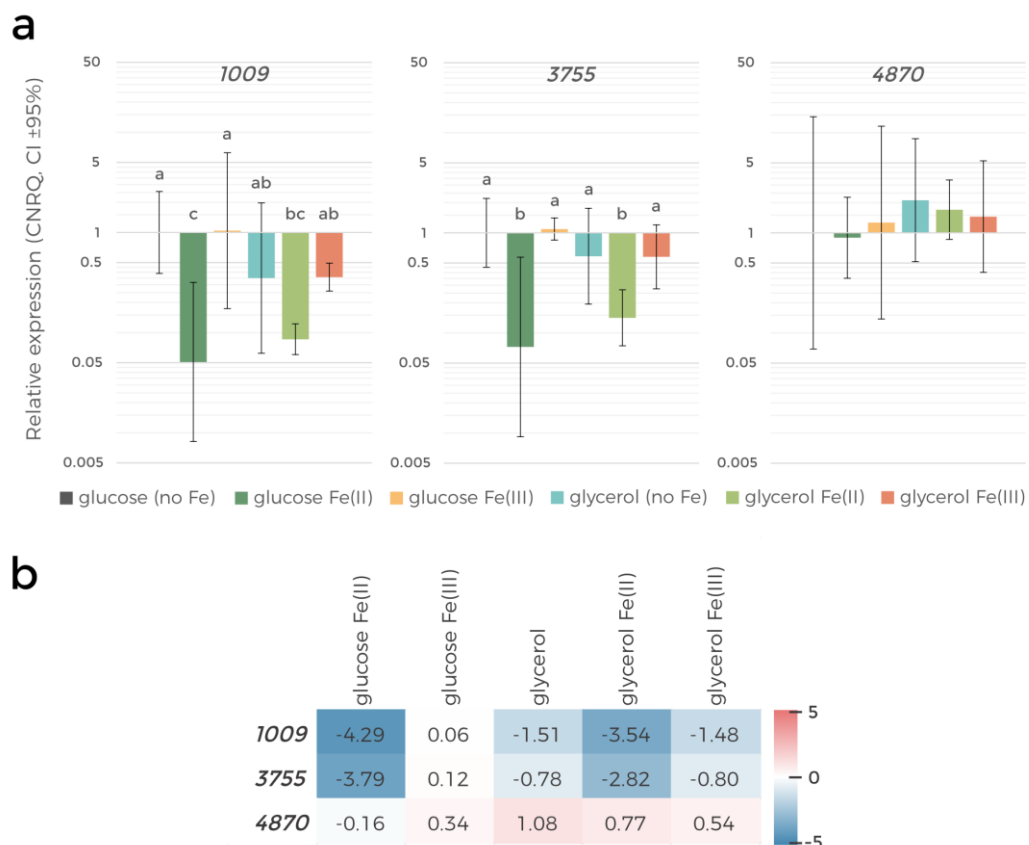 a
Relative expression (CNRQ, CI ±95%)
50
5
1
0.5
0.05
0.005
1009
a
c
a
ab
bc
ab
50
5
1
0.5
0.05
0.005
3755
a
b
a
a
b
a
50
5
1
0.5
0.05
0.005
4870
glucose (no Fe) glucose Fe(II) glucose Fe(III) glycerol (no Fe) glycerol Fe(II) glycerol Fe(III)
b
glucose Fe(II)
glucose Fe(III)
glycerol
glycerol Fe(II)
glycerol Fe(III)
1009 -4.29 0.06 -1.51 -3.54 -1.48
3755 -3.79 0.12 -0.78 -2.82 -0.80
4870 -0.16 0.34 1.08 0.77 0.54
5
0
-5